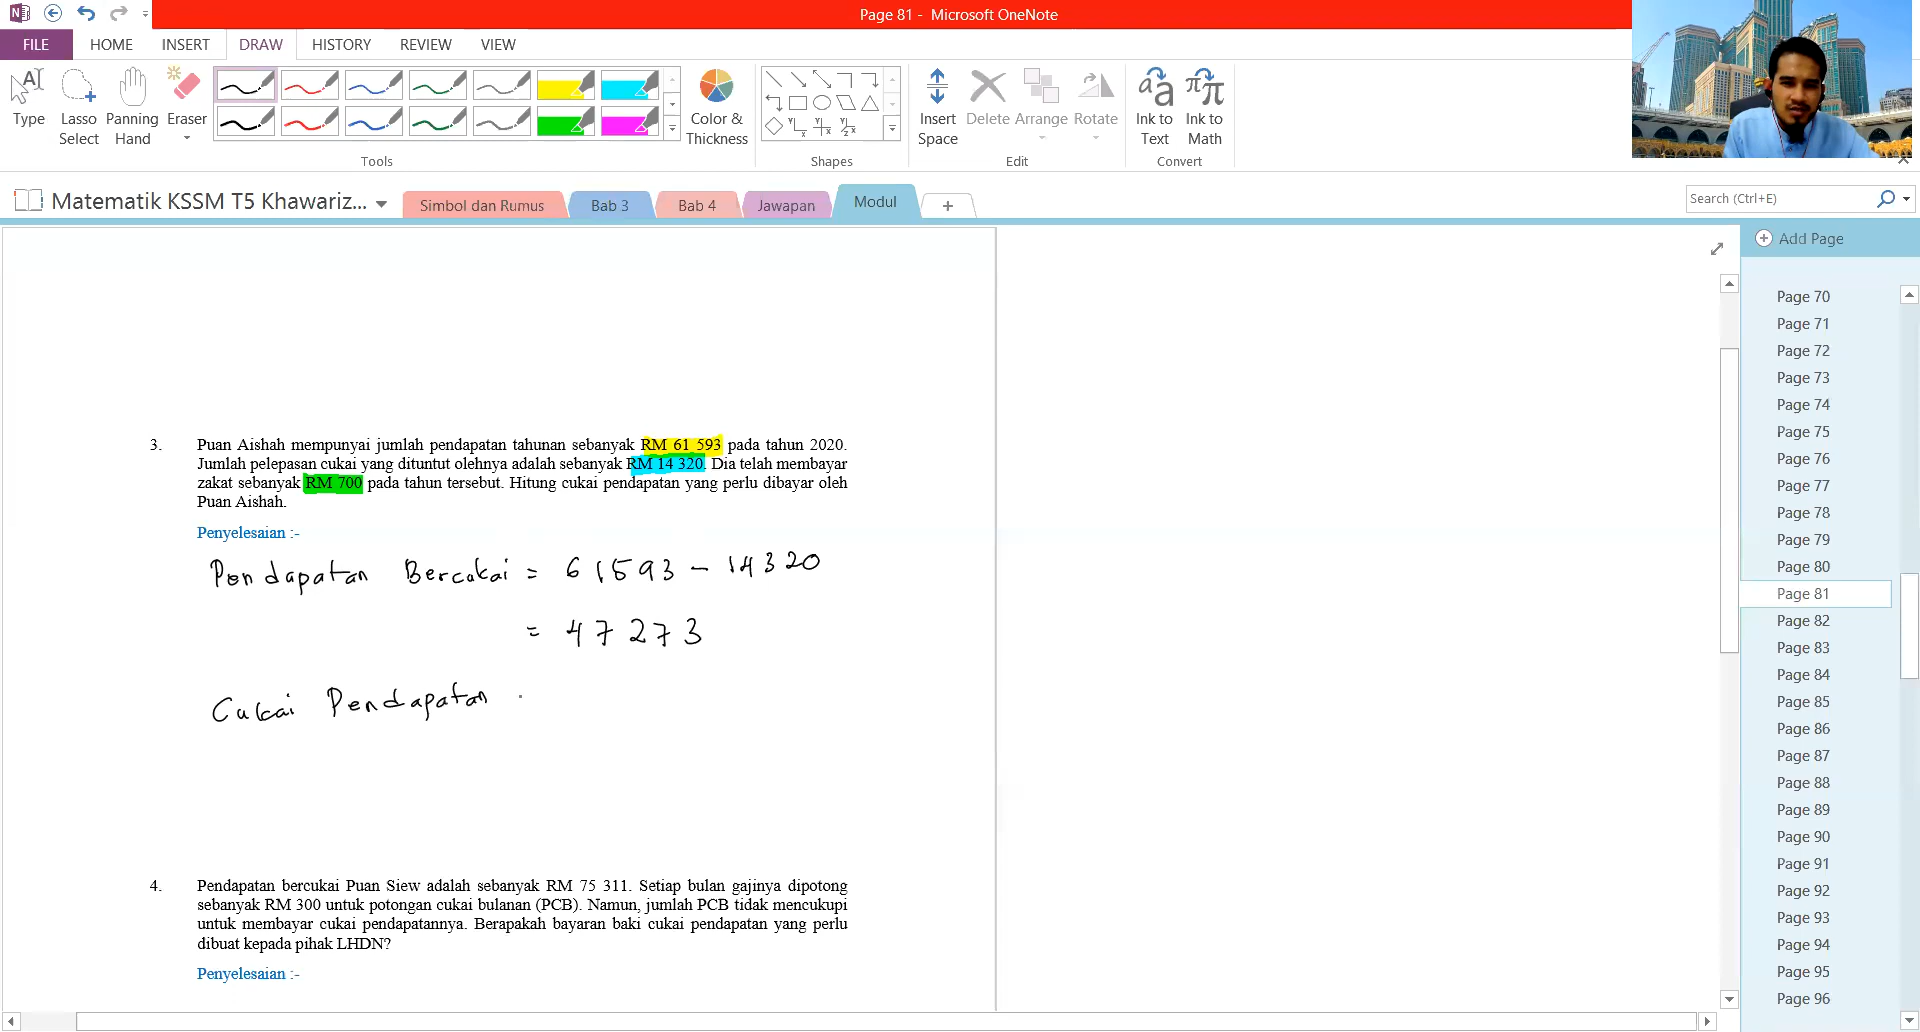 Page 81 - Microsoft OneNote
FILE HOME INSERT DRAW HISTORY REVIEW VIEW
Type
Lasso Select
Panning Hand
Eraser
Color & Thickness
Insert Space
Delete
Arrange
Rotate
Ink to Text
Ink to Math
Tools
Shapes
Edit
Convert
Matematik KSSM T5 Khawariz...
Simbol dan Rumus
Bab 3
Bab 4
Jawapan
Modul
Search (Ctrl+E)
3. Puan Aishah mempunyai jumlah pendapatan tahunan sebanyak RM 61 593 pada tahun 2020.
Jumlah pelepasan cukai yang dituntut olehnya adalah sebanyak RM 14 320. Dia telah membayar
zakat sebanyak RM 700 pada tahun tersebut. Hitung cukai pendapatan yang perlu dibayar oleh
Puan Aishah.
Penyelesaian :-
Pendapatan Bercukai = 61593 - 14320
= 47273
Cukai Pendapatan
4. Pendapatan bercukai Puan Siew adalah sebanyak RM 75 311. Setiap bulan gajinya dipotong
sebanyak RM 300 untuk potongan cukai bulanan (PCB). Namun, jumlah PCB tidak mencukupi
untuk membayar cukai pendapatannya. Berapakah bayaran baki cukai pendapatan yang perlu
dibuat kepada pihak LHDN?
Penyelesaian :-
Add Page
Page 70
Page 71
Page 72
Page 73
Page 74
Page 75
Page 76
Page 77
Page 78
Page 79
Page 80
Page 81
Page 82
Page 83
Page 84
Page 85
Page 86
Page 87
Page 88
Page 89
Page 90
Page 91
Page 92
Page 93
Page 94
Page 95
Page 96